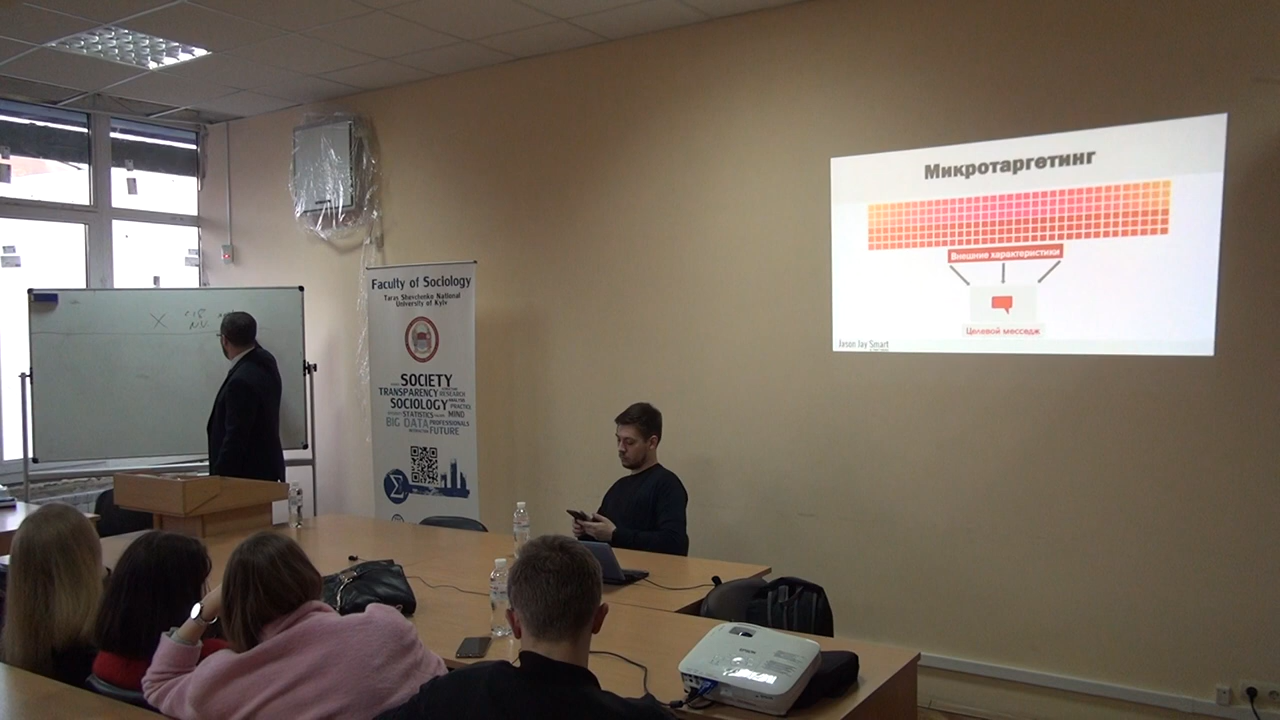 Микротаргетинг
Внешние характеристики
Целевой месседж
Jason Jay Smart
Faculty of Sociology
Taras Shevchenko National
University of Kyiv
SOCIETY
TRANSPARENCY RESEARCH
SOCIOLOGY PRACTICE
STATISTICS MIND
BIG DATA PROFESSIONALS
FUTURE
Σ
X
EPSON